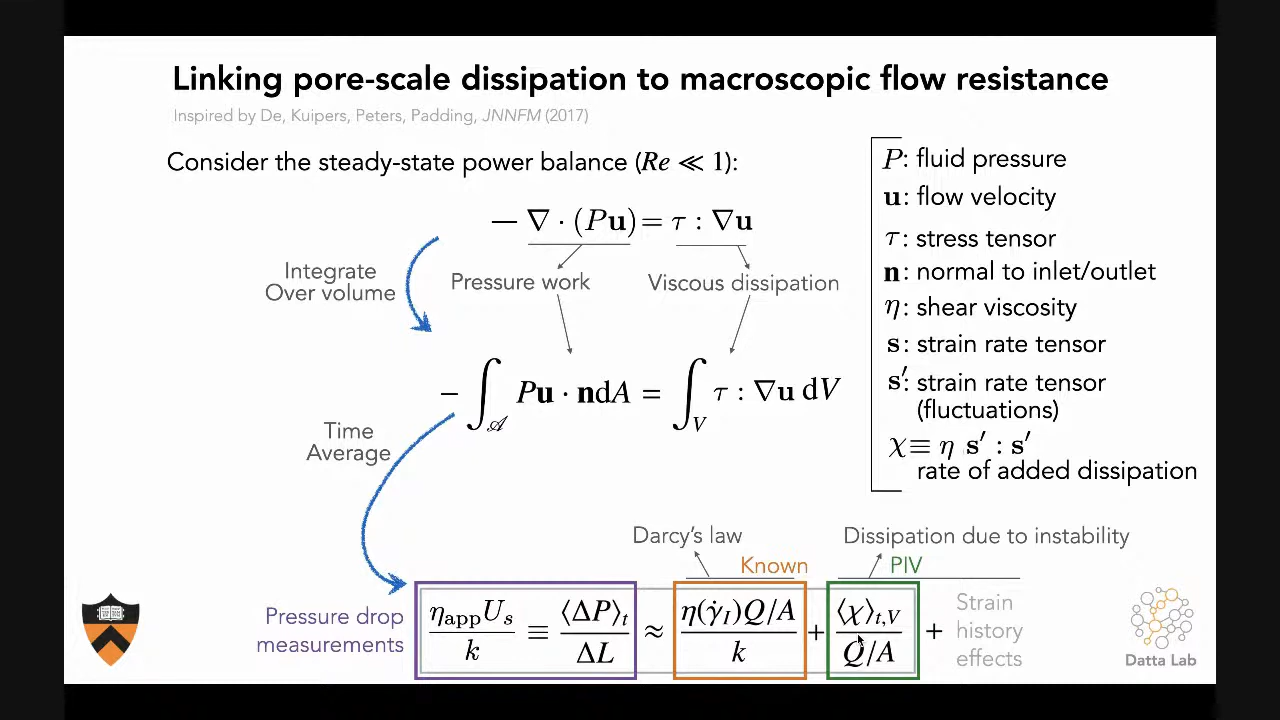 Linking pore-scale dissipation to macroscopic flow resistance
Inspired by De, Kuipers, Peters, Padding, JNNFM (2017)
Consider the steady-state power balance (Re ≪ 1):
− ∇ · (Pu) = τ : ∇u
Integrate
Over volume
Pressure work
Viscous dissipation
− ∫_𝒜 Pu · ndA = ∫_V τ : ∇u dV
Time
Average
P: fluid pressure
u: flow velocity
τ: stress tensor
n: normal to inlet/outlet
η: shear viscosity
s: strain rate tensor
s′: strain rate tensor
(fluctuations)
χ≡ η s′ : s′
rate of added dissipation
Darcy's law
Dissipation due to instability
Known
PIV
Pressure drop
measurements
η_app U_s / k ≡ ⟨ΔP⟩_t / ΔL ≈ η(γ̇_I)Q/A / k + ⟨χ⟩_t,V / Q/A +
Strain
history
effects
Datta Lab